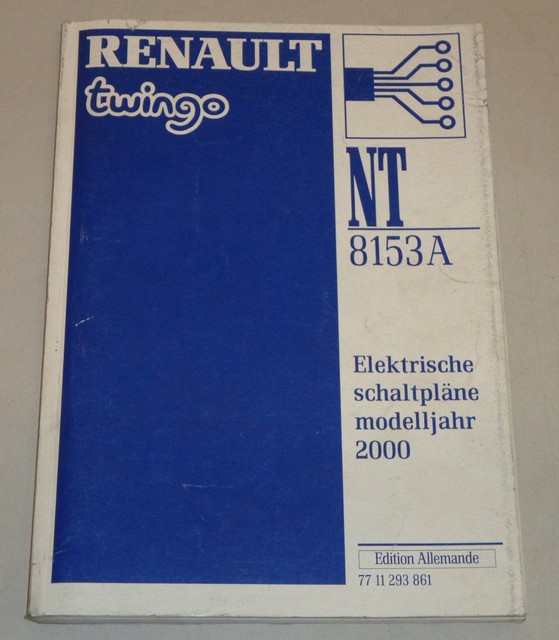 RENAULT
twingo
NT
8153A
Elektrische
schaltpläne
modelljahr
2000
Edition Allemande
77 11 293 861